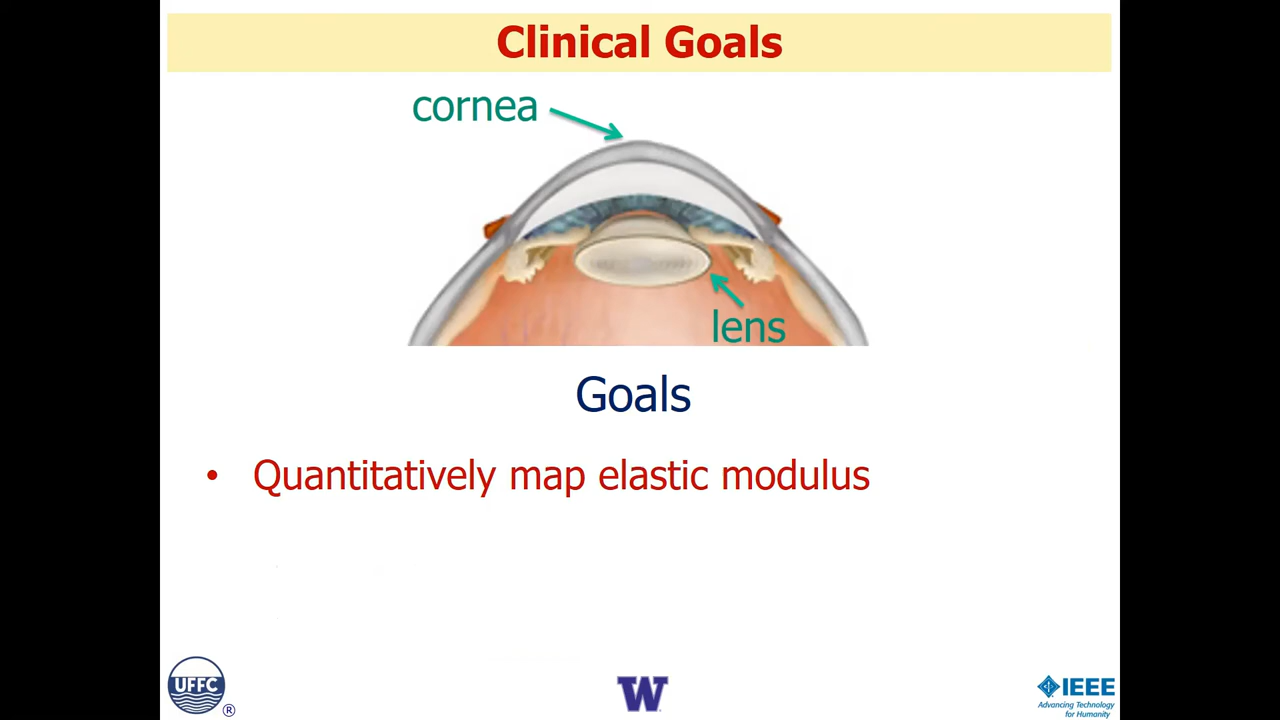 Clinical Goals
cornea
lens
Goals
• Quantitatively map elastic modulus
UFFC
®
W
IEEE
Advancing Technology
for Humanity